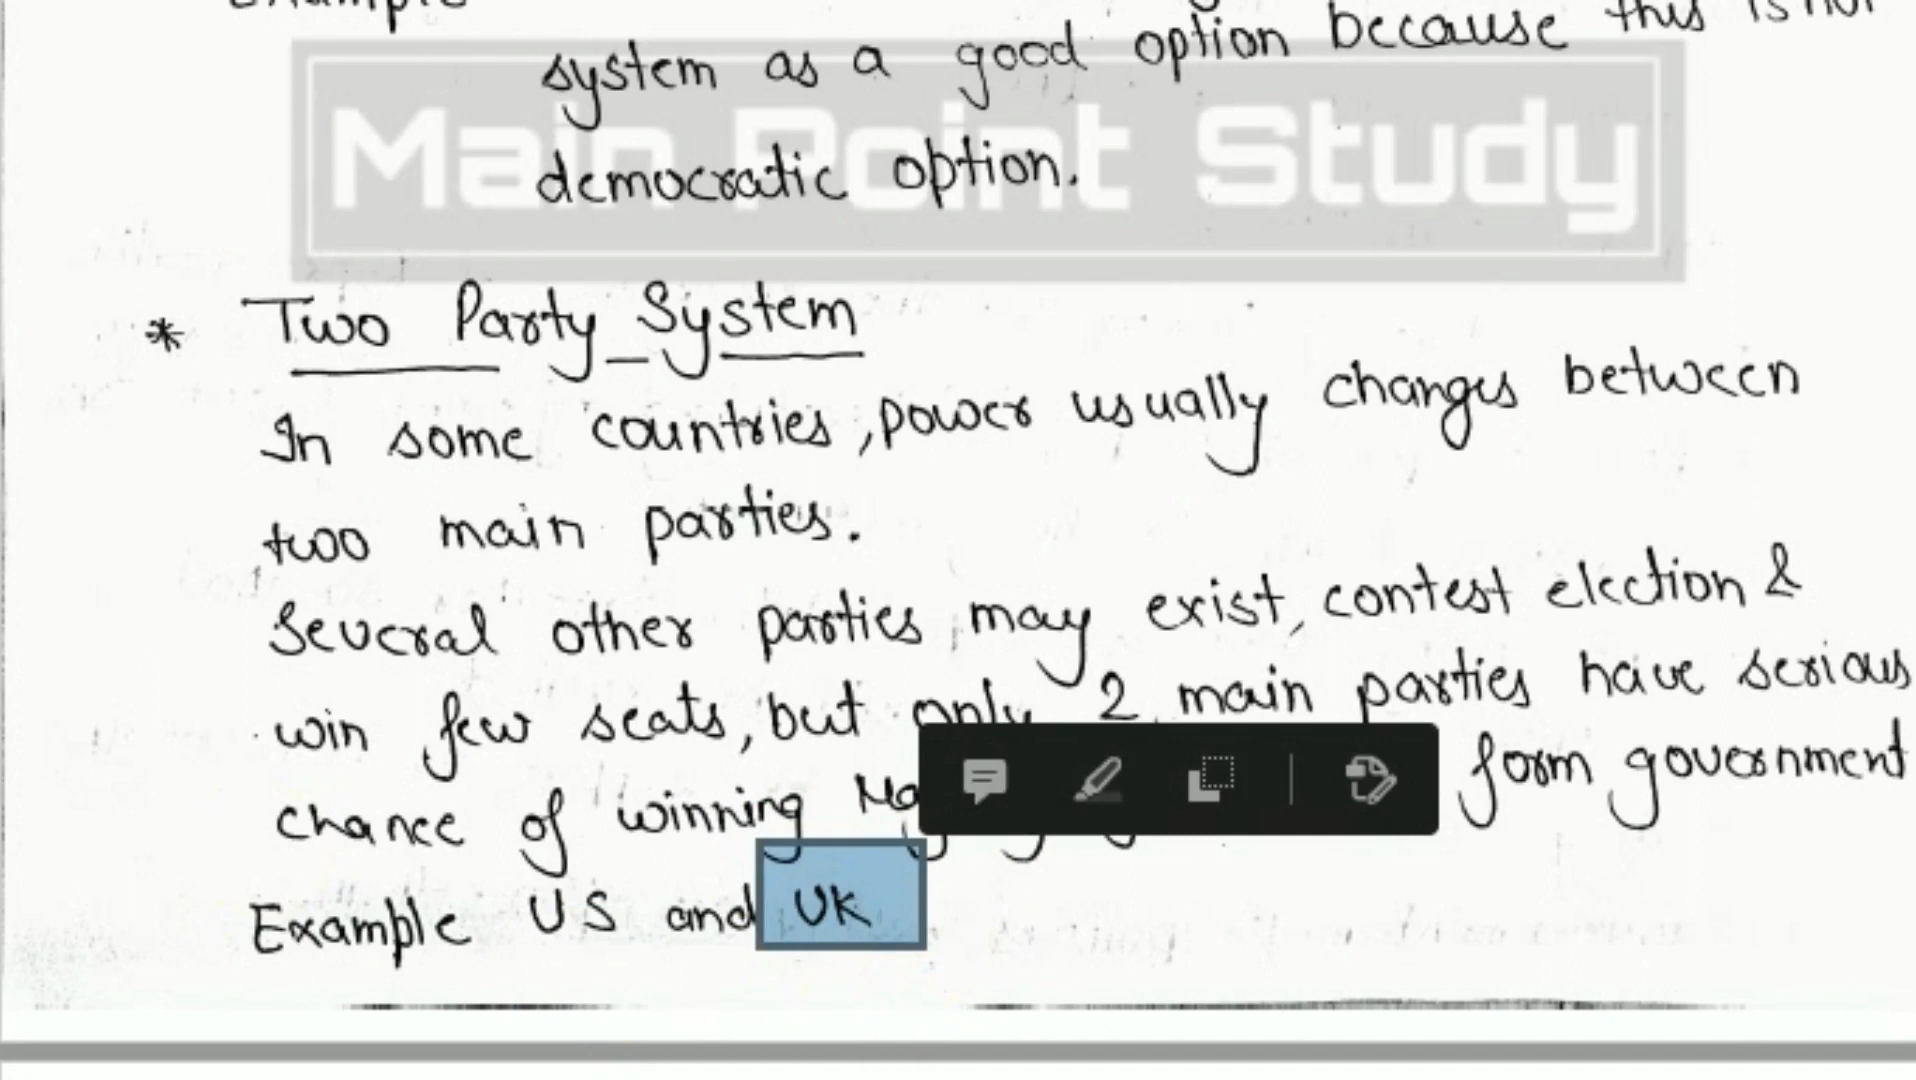 Example
system as a good option because this is not
democratic option.
Main Point Study
* Two Party System
In some countries, power usually changes between
two main parties.
Several other parties may exist, contest election &
win few seats, but only 2 main parties have serious
chance of winning form government
Example US and UK